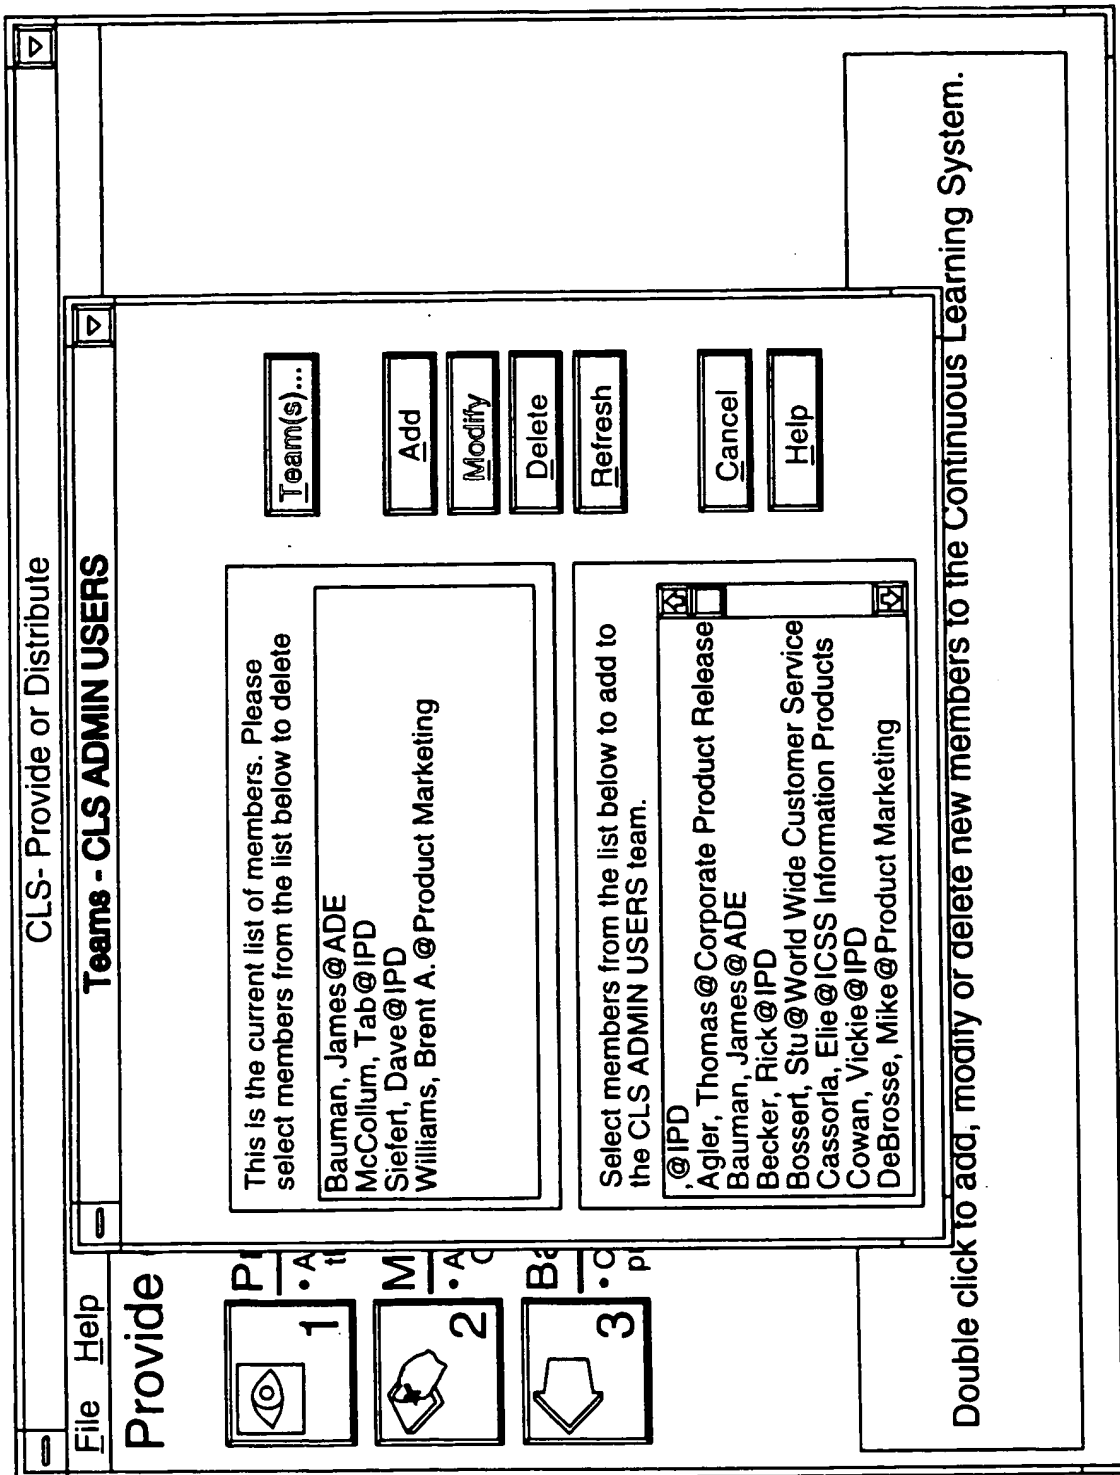 CLS- Provide or Distribute
File Help
Teams - CLS ADMIN USERS
Provide
1
2
3
This is the current list of members. Please
select members from the list below to delete
Bauman, James@ADE
McCollum, Tab@IPD
Siefert, Dave@IPD
Williams, Brent A.@Product Marketing
Select members from the list below to add to
the CLS ADMIN USERS team.
,@IPD
Agler, Thomas@Corporate Product Release
Bauman, James@ADE
Becker, Rick@IPD
Bossert, Stu@World Wide Customer Service
Cassorla, Elie@ICSS Information Products
Cowan, Vickie@IPD
DeBrosse, Mike@Product Marketing
Team(s)...
Add
Modify
Delete
Refresh
Cancel
Help
Double click to add, modify or delete new members to the Continuous Learning System.